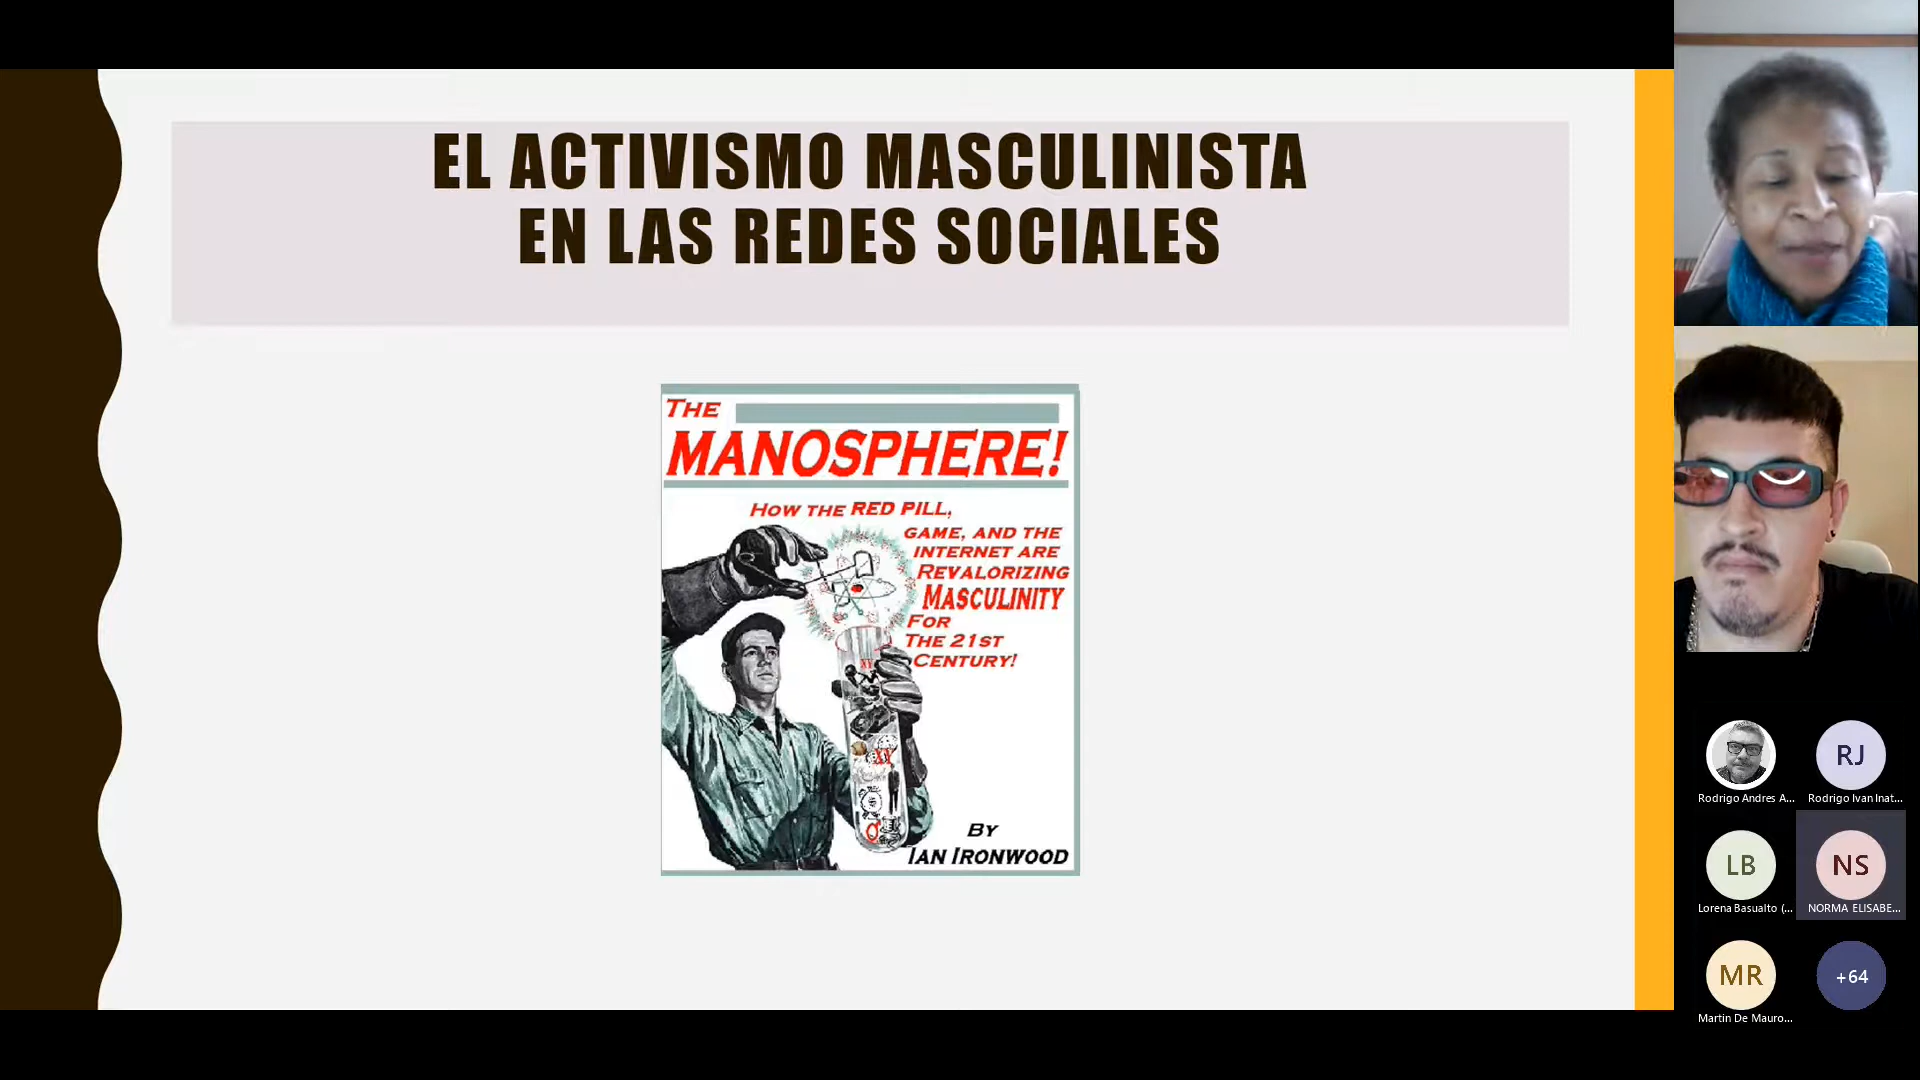 EL ACTIVISMO MASCULINISTA
EN LAS REDES SOCIALES
THE
MANOSPHERE!
HOW THE RED PILL,
GAME, AND THE
INTERNET ARE
REVALORIZING
MASCULINITY
FOR
THE 21ST
CENTURY!
XY
XY
BY
IAN IRONWOOD
RJ
Rodrigo Andres A...
Rodrigo Ivan Inat...
LB
NS
Lorena Basualto (...
NORMA ELISABE...
MR
+64
Martin De Mauro...